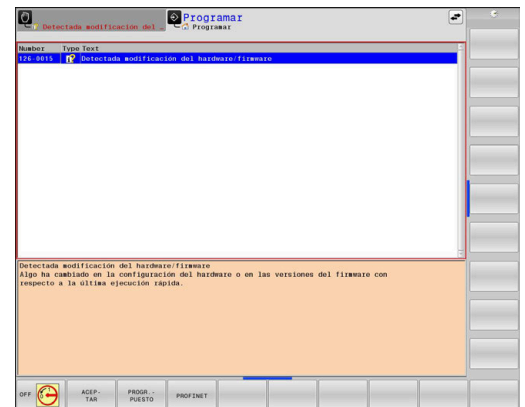 Programar
Detectada modificación del ...
Programar
Number Type Text
126-0015 Detectada modificación del hardware/firmware
Detectada modificación del hardware/firmware
Algo ha cambiado en la configuración del hardware o en las versiones del firmware con
respecto a la última ejecución rápida.
OFF
ACEP-
TAR
PROGR.-
PUESTO
PROFINET